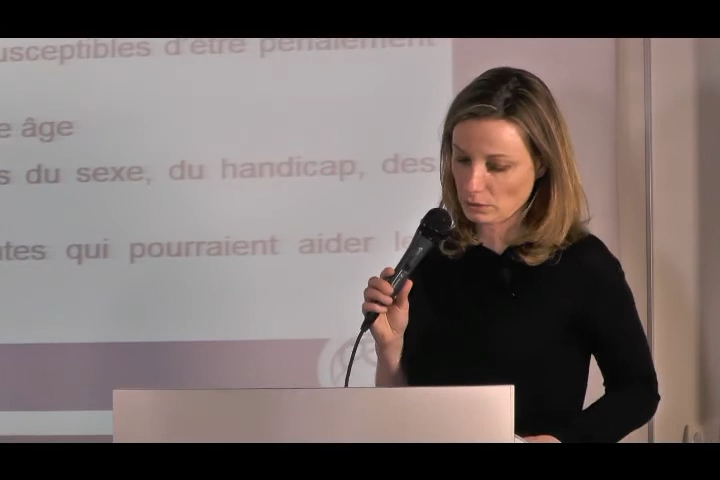 usceptibles d'être pénalement
e âge
s du sexe, du handicap, des
ntes qui pourraient aider le